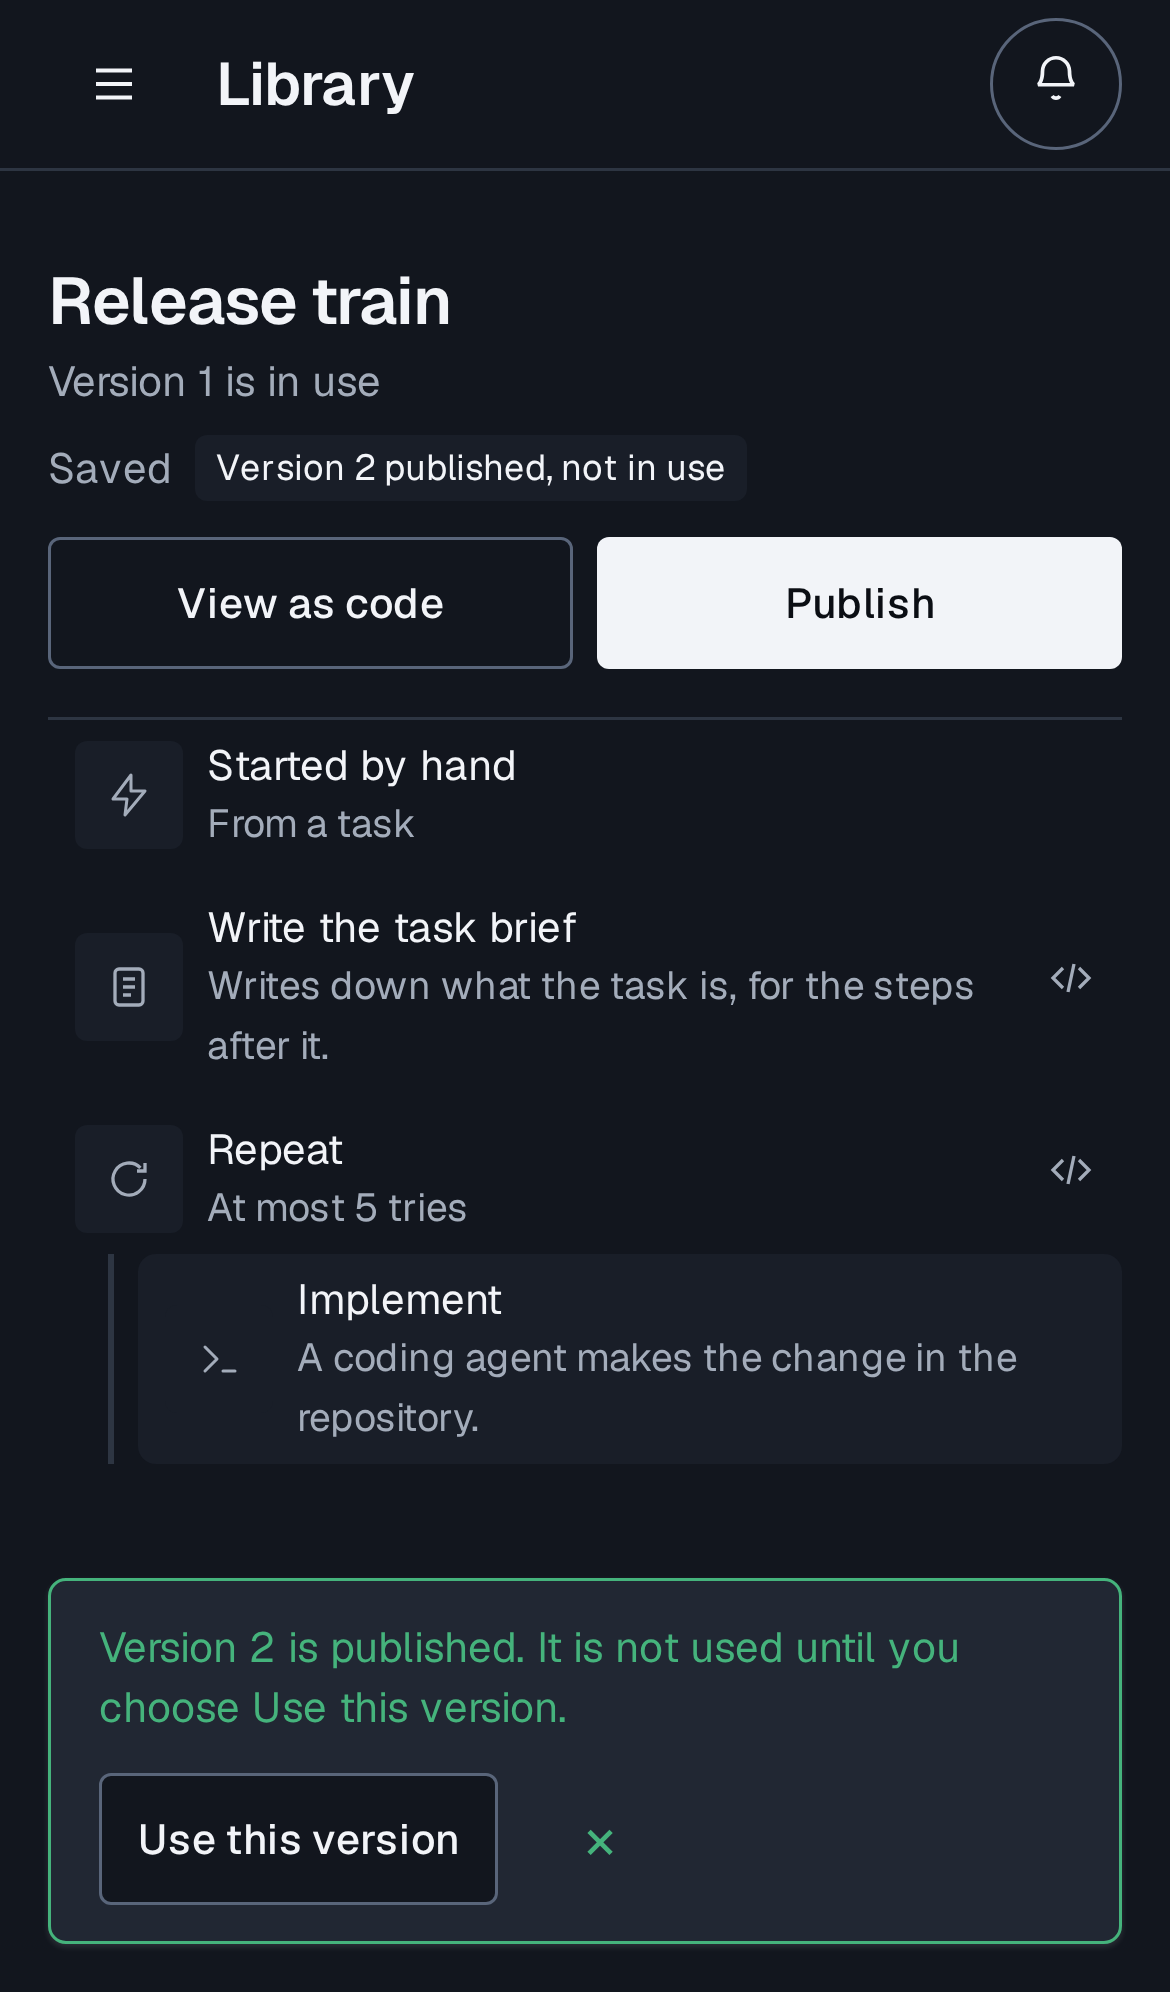 Library
Release train
Version 1 is in use
Saved Version 2 published, not in use
View as code Publish
Started by hand
From a task
Write the task brief
Writes down what the task is, for the steps
after it.
Repeat
At most 5 tries
Implement
A coding agent makes the change in the
repository.
Version 2 is published. It is not used until you
choose Use this version.
Use this version